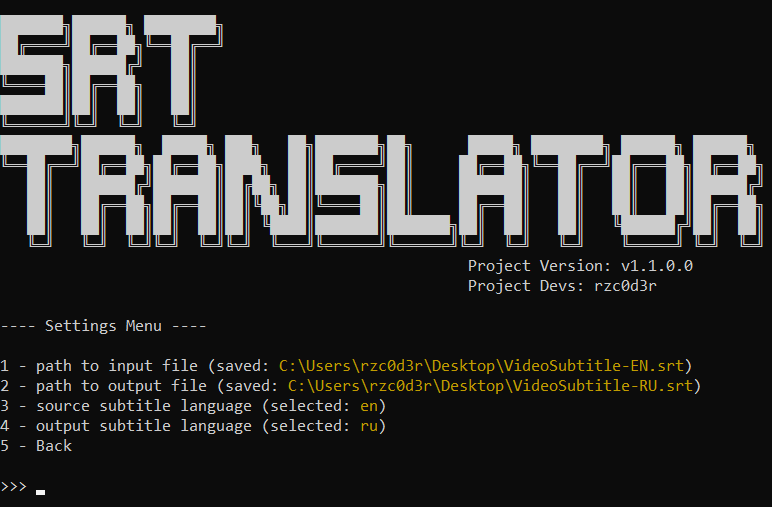 SRT
TRANSLATOR
Project Version: v1.1.0.0
Project Devs: rzc0d3r
---- Settings Menu ----
1 - path to input file (saved: C:\Users\rzc0d3r\Desktop\VideoSubtitle-EN.srt)
2 - path to output file (saved: C:\Users\rzc0d3r\Desktop\VideoSubtitle-RU.srt)
3 - source subtitle language (selected: en)
4 - output subtitle language (selected: ru)
5 - Back
>>> _